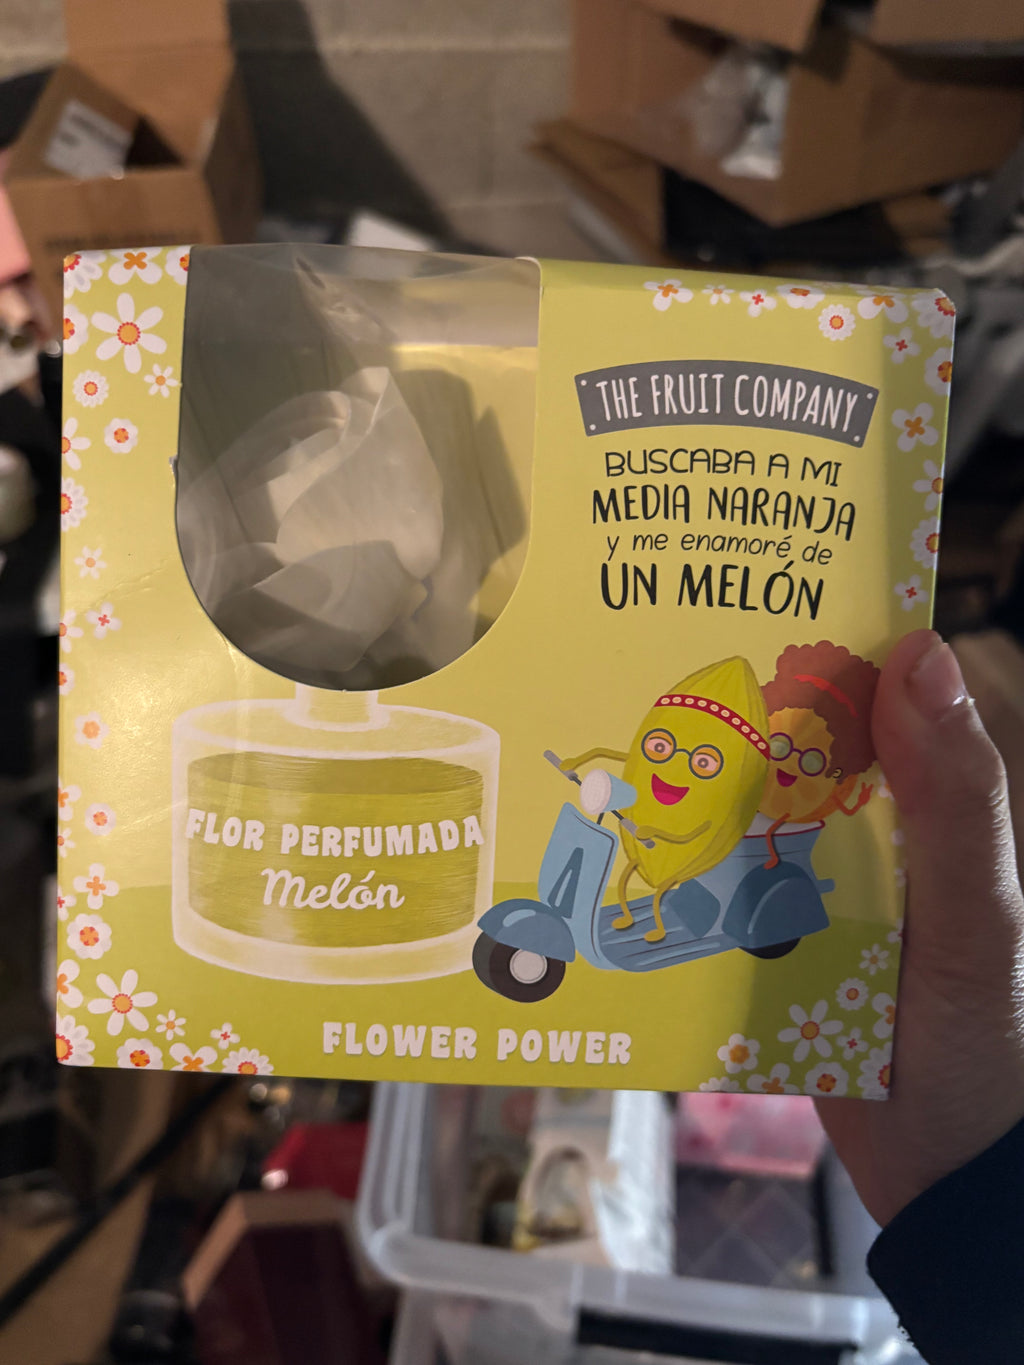 THE FRUIT COMPANY
BUSCABA A MI
MEDIA NARANJA
y me enamoré de
UN MELÓN
FLOR PERFUMADA
Melón
FLOWER POWER